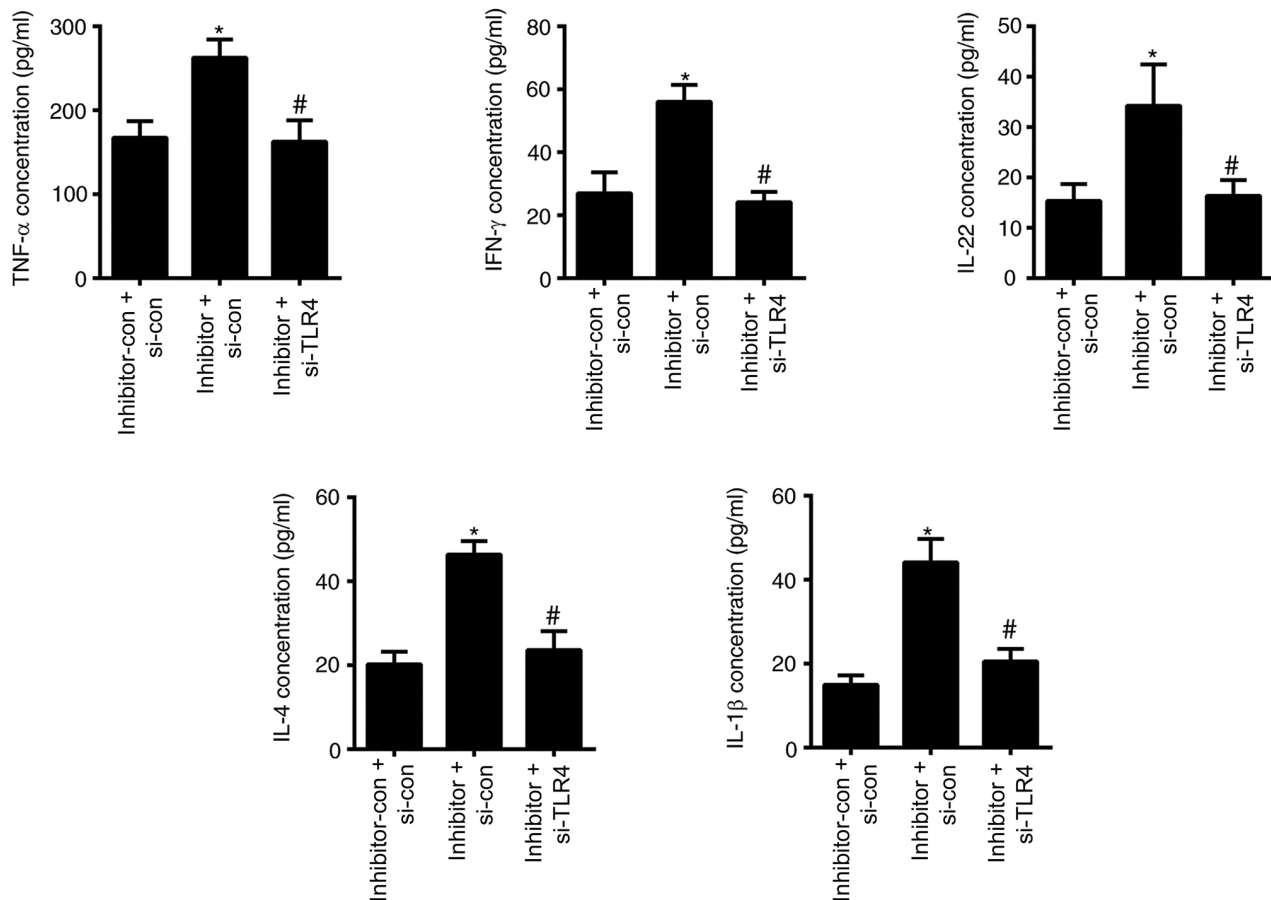 TNF-α concentration (pg/ml)
300
200
100
0
*
#
Inhibitor-con +
si-con
Inhibitor +
si-con
Inhibitor +
si-TLR4
IFN-γ concentration (pg/ml)
80
60
40
20
0
*
#
Inhibitor-con +
si-con
Inhibitor +
si-con
Inhibitor +
si-TLR4
IL-22 concentration (pg/ml)
50
40
30
20
10
0
*
#
Inhibitor-con +
si-con
Inhibitor +
si-con
Inhibitor +
si-TLR4
IL-4 concentration (pg/ml)
60
40
20
0
*
#
Inhibitor-con +
si-con
Inhibitor +
si-con
Inhibitor +
si-TLR4
IL-1β concentration (pg/ml)
60
40
20
0
*
#
Inhibitor-con +
si-con
Inhibitor +
si-con
Inhibitor +
si-TLR4